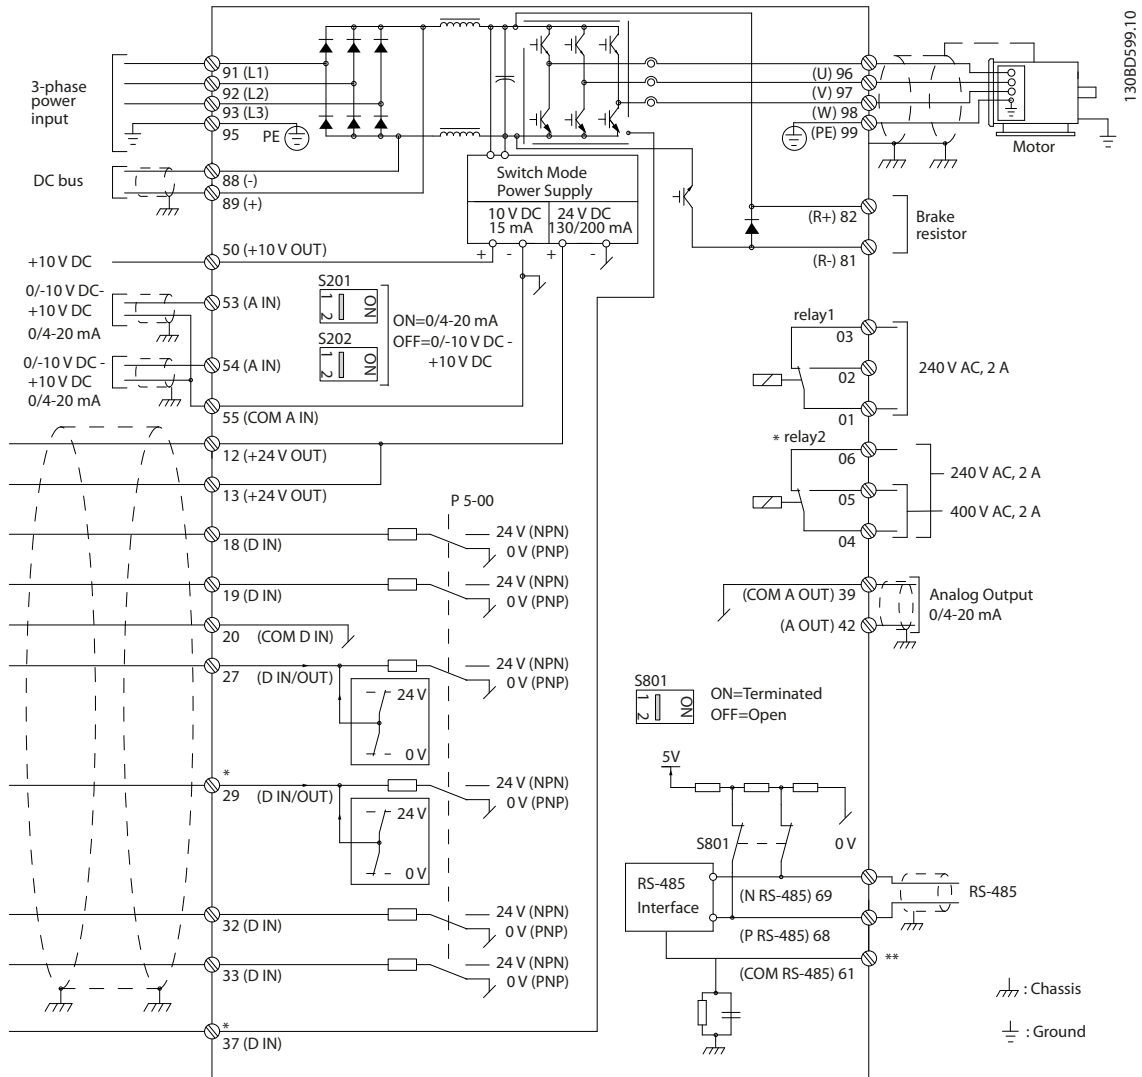 130BD599.10
3-phase
power
input
91 (L1)
92 (L2)
93 (L3)
95
PE
DC bus
88 (-)
89 (+)
+10 V DC
50 (+10 V OUT)
0/-10 V DC-
+10 V DC
0/4-20 mA
53 (A IN)
0/-10 V DC -
+10 V DC
0/4-20 mA
54 (A IN)
55 (COM A IN)
12 (+24 V OUT)
13 (+24 V OUT)
18 (D IN)
19 (D IN)
20 (COM D IN)
27 (D IN/OUT)
*
29 (D IN/OUT)
32 (D IN)
33 (D IN)
*
37 (D IN)
Switch Mode
Power Supply
10 V DC
15 mA
24 V DC
130/200 mA
+ - + -
S201
1 2 ON
S202
1 2 ON
ON=0/4-20 mA
OFF=0/-10 V DC -
+10 V DC
P 5-00
24 V (NPN)
0 V (PNP)
24 V (NPN)
0 V (PNP)
24 V (NPN)
0 V (PNP)
24 V
0 V
24 V (NPN)
0 V (PNP)
24 V
0 V
24 V (NPN)
0 V (PNP)
24 V (NPN)
0 V (PNP)
(U) 96
(V) 97
(W) 98
(PE) 99
Motor
(R+) 82
(R-) 81
Brake
resistor
relay1
03
02
01
240 V AC, 2 A
* relay2
06
05
04
240 V AC, 2 A
400 V AC, 2 A
(COM A OUT) 39
(A OUT) 42
Analog Output
0/4-20 mA
S801
1 2 ON
ON=Terminated
OFF=Open
5V
S801
0 V
RS-485
Interface
(N RS-485) 69
(P RS-485) 68
(COM RS-485) 61
RS-485
**
: Chassis
: Ground